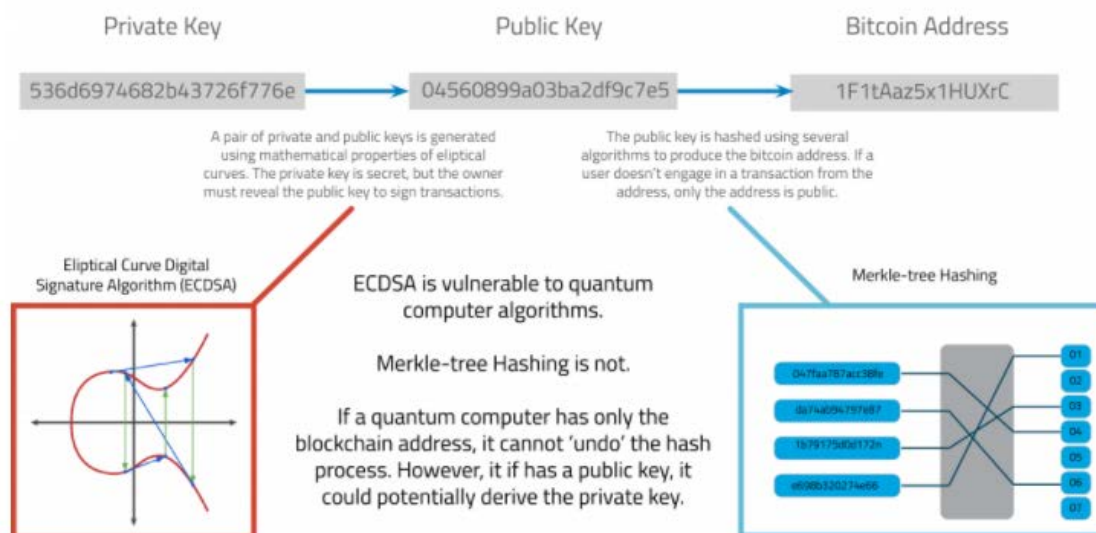 Private Key
Public Key
Bitcoin Address
536d6974682b43726f776e
04560899a03ba2df9c7e5
1F1tAaz5x1HUXrC
A pair of private and public keys is generated
using mathematical properties of eliptical
curves. The private key is secret, but the owner
must reveal the public key to sign transactions.
The public key is hashed using several
algorithms to produce the bitcoin address. If a
user doesn't engage in a transaction from the
address, only the address is public.
Eliptical Curve Digital
Signature Algorithm (ECDSA)
ECDSA is vulnerable to quantum
computer algorithms.
Merkle-tree Hashing is not.
If a quantum computer has only the
blockchain address, it cannot 'undo' the hash
process. However, it if has a public key, it
could potentially derive the private key.
Merkle-tree Hashing
047faa787acc38fe
da74ab94797e87
1b79175d0d172n
e698b320274e66
01
02
03
04
05
06
07